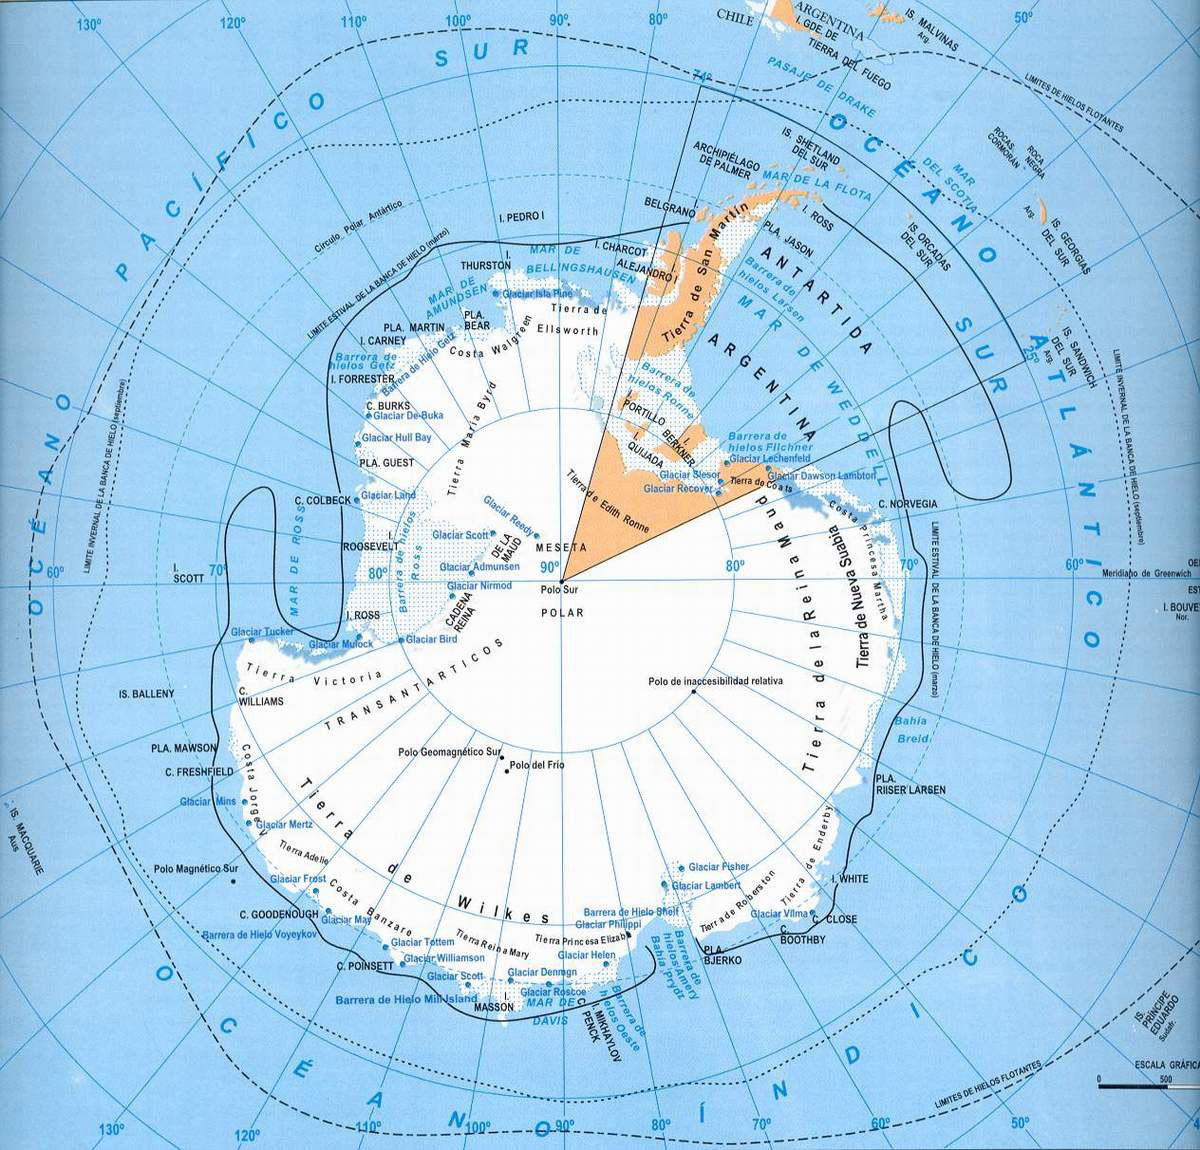 130°
120°
110°
100°
90°
80°
50°
CHILE
ARGENTINA
I. GDE. DE
TIERRA DEL FUEGO
IS. MALVINAS
Arg.
PASAJE DE DRAKE
LIMITES DE HIELOS FLOTANTES
OCÉANO
PACÍFICO
SUR
74°
25°
OCÉANO
ATLÁNTICO
SUR
ROCAS
CORMORÁN
ROCA
NEGRA
MAR
DEL SCOTIA
IS. SHETLAND
DEL SUR
ARCHIPIÉLAGO
DE PALMER
MAR DE LA FLOTA
IS. GEORGIAS
DEL SUR
Arg.
IS. ORCADAS
DEL SUR
IS. SANDWICH
DEL SUR
Arg.
BELGRANO
I. ROSS
PLA. JASON
Círculo Polar Antártico
LIMITE ESTIVAL DE LA BANCA DE HIELO (marzo)
I. PEDRO I
MAR DE
BELLINGSHAUSEN
I. CHARCOT
ALEJANDRO I
I.
I.
THURSTON
MAR DE
AMUNDSEN
Glaciar Isla Pine
Tierra de
Ellsworth
Tierra de San Martín
Barrera de
hielos Larsen
ANTARTIDA
ARGENTINA
MAR DE WEDDELL
PLA. MARTIN
PLA.
BEAR
I. CARNEY
Costa Walgreen
Barrera de
hielos Getz
Barrera de Hielo Getz
I. FORRESTER
C. BURKS
Glaciar De-Buka
Glaciar Hull Bay
PLA. GUEST
Tierra Maria Byrd
Barrera de
hielos Ronne
PORTILLO
I.
BERKNER
I.
QUIJADA
Barrera de
hielos Filchner
Glaciar Lechenfeld
Glaciar Dawson Lambton
Glaciar Slesor
Glaciar Recover
Tierra de Coats
Tierra de Edith Ronne
C. NORVEGIA
LIMITE INVERNAL DE LA BANCA DE HIELO (septiembre)
LIMITE INVERNAL DE LA BANCA DE HIELO (septiembre)
LIMITE ESTIVAL DE LA BANCA DE HIELO (marzo)
C. COLBECK
Glaciar Land
I.
ROOSEVELT
MAR DE ROSS
Barrera de hielos
Ross
Glaciar Reedy
Glaciar Scott
DE LA
MAUD
Glaciar Admunsen
Glaciar Nirmod
CADENA
REINA
MESETA
90°
Polo Sur
POLAR
60°
I.
SCOTT
70°
80°
80°
70°
60°
Meridiano de Greenwich
OE
EST
I. BOUVE
Nor.
Costa Princesa Martha
Tierra de Nueva Suabia
Tierra de la Reina Maud
I. ROSS
Glaciar Tucker
Glaciar Mulock
Glaciar Bird
Tierra Victoria
TRANSANTARTICOS
IS. BALLENY
C.
WILLIAMS
Polo de inaccesibilidad relativa
Bahía
Breid
PLA. MAWSON
C. FRESHFIELD
Polo Geomagnético Sur
Polo del Frío
PLA.
RIISER LARSEN
Glaciar Mins
Costa Jorge V
Glaciar Mertz
IS. MACQUARIE
Aus
Tierra de Wilkes
Tierra Adelie
Polo Magnético Sur
Glaciar Frost
C. GOODENOUGH
Costa Banzare
Glaciar May
Barrera de Hielo Voyeykov
Glaciar Fisher
Glaciar Lambert
Tierra de Roberston
Tierra de Enderby
I. WHITE
Glaciar Vilma
C. CLOSE
C.
BOOTHBY
Barrera de Hielo Shelf
Glaciar Philippi
Tierra Princesa Elizab
Tierra Reina Mary
Glaciar Tottem
Glaciar Williamson
C. POINSETT
Glaciar Scott
Glaciar Helen
Glaciar Denmgn
Glaciar Roscoe
Barrera de Hielo Mill-Island
I.
MASSON
MAR DE
DAVIS
C.
PENCK
I. MIKHAYLOV
Barrera de
hielos Oeste
Bahía Prydz
Barrera de
hielos Amery
PLA.
BJERKO
OCÉANO
ÍNDICO
IS. PRÍNCIPE
EDUARDO
Sudafr.
ESCALA GRÁFICA
0
500
LIMITES DE HIELOS FLOTANTES
130°
120°
110°
100°
90°
80°
70°
60°
50°